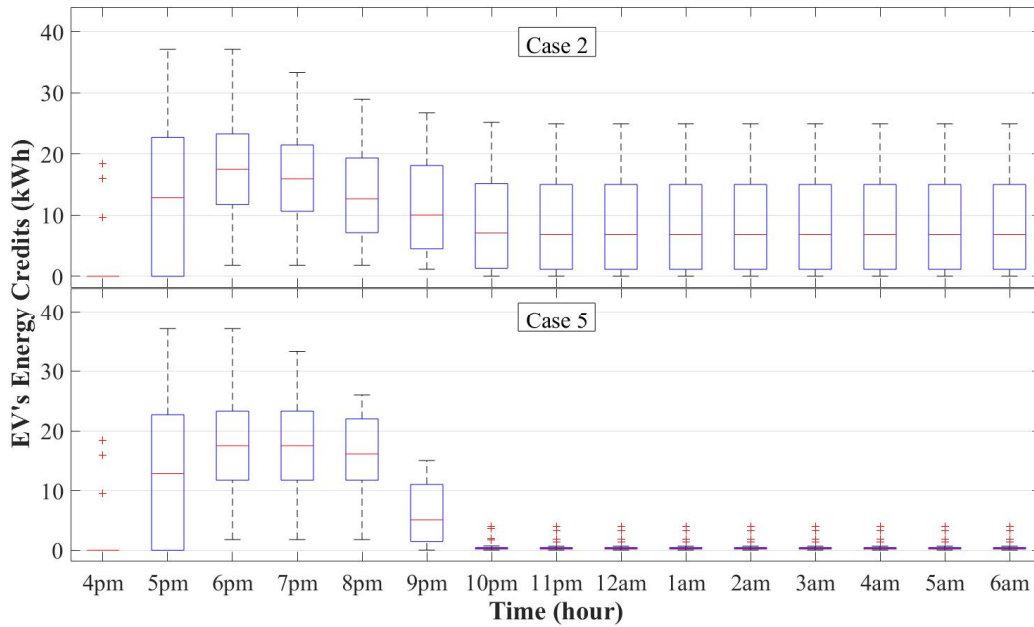 EV's Energy Credits (kWh)
40
30
20
10
0
Case 2
40
30
20
10
0
Case 5
4pm 5pm 6pm 7pm 8pm 9pm 10pm 11pm 12am 1am 2am 3am 4am 5am 6am
Time (hour)